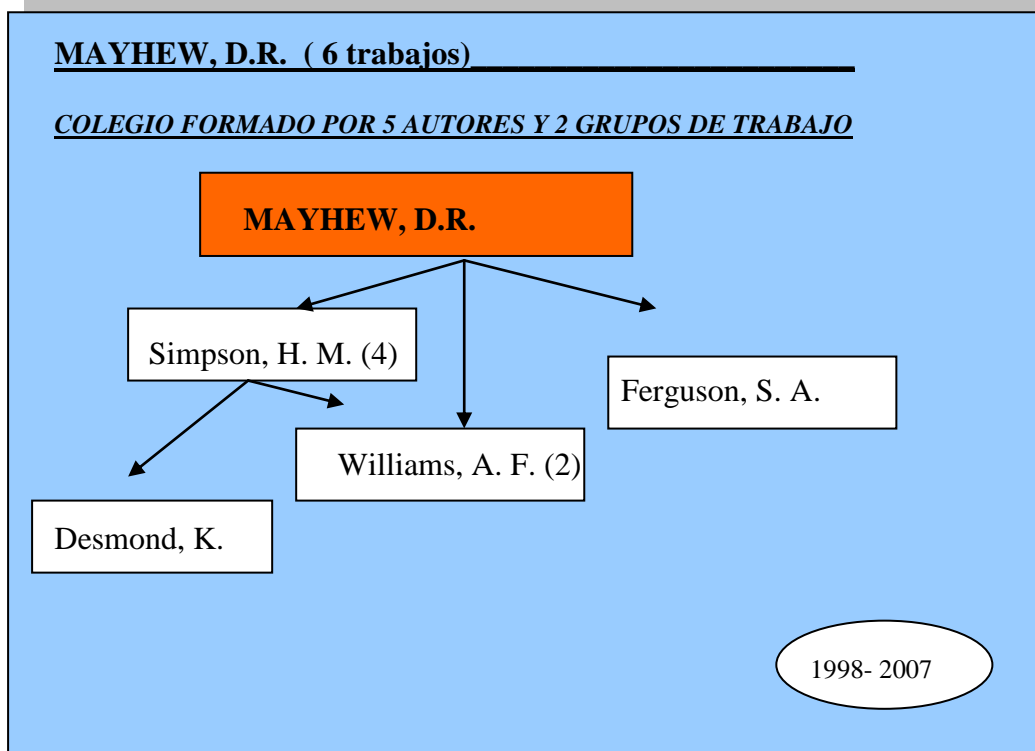 MAYHEW, D.R. ( 6 trabajos)
COLEGIO FORMADO POR 5 AUTORES Y 2 GRUPOS DE TRABAJO
MAYHEW, D.R.
Simpson, H. M. (4)
Ferguson, S. A.
Williams, A. F. (2)
Desmond, K.
1998- 2007